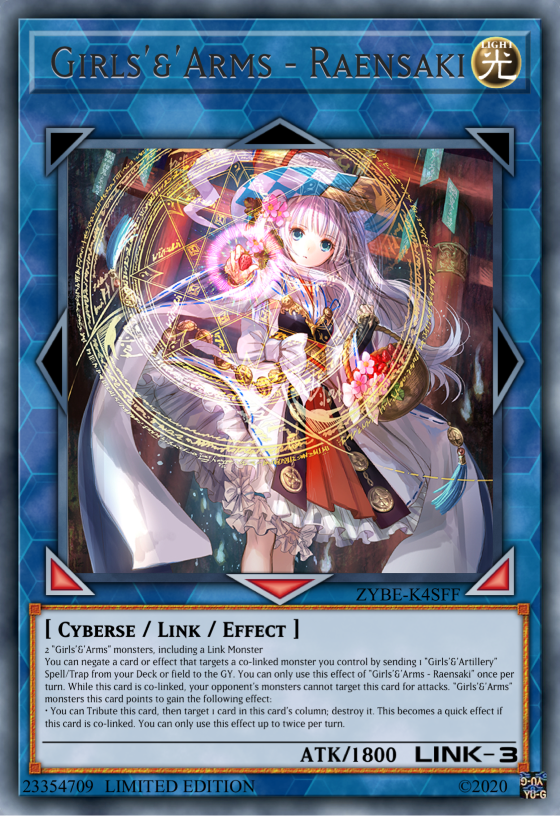 Girls'&'Arms - Raensaki
LIGHT
光
ZYBE-K4SFF
[ Cyberse / Link / Effect ]
2 "Girls'&'Arms" monsters, including a Link Monster
You can negate a card or effect that targets a co-linked monster you control by sending 1 "Girls'&'Artillery"
Spell/Trap from your Deck or field to the GY. You can only use this effect of "Girls'&'Arms - Raensaki" once per
turn. While this card is co-linked, your opponent's monsters cannot target this card for attacks. "Girls'&'Arms"
monsters this card points to gain the following effect:
• You can Tribute this card, then target 1 card in this card's column; destroy it. This becomes a quick effect if
this card is co-linked. You can only use this effect up to twice per turn.
ATK/1800 LINK-3
23354709 LIMITED EDITION ©2020
YU-G